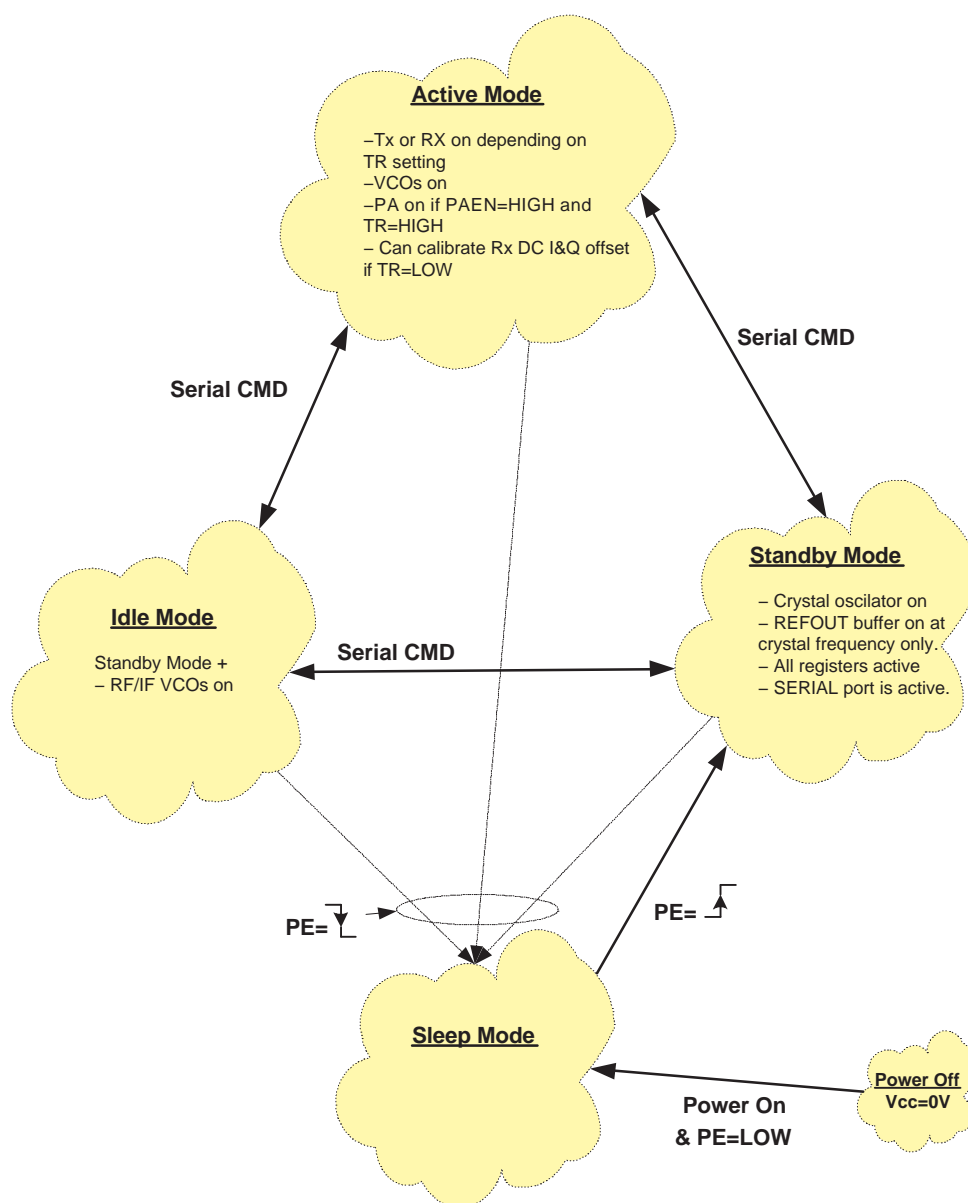 Active Mode
–Tx or RX on depending on
TR setting
–VCOs on
–PA on if PAEN=HIGH and
TR=HIGH
– Can calibrate Rx DC I&Q offset
if TR=LOW
Serial CMD
Serial CMD
Standby Mode
– Crystal oscilator on
– REFOUT buffer on at
crystal frequency only.
– All registers active
– SERIAL port is active.
Idle Mode
Standby Mode +
– RF/IF VCOs on
Serial CMD
PE=
PE=
Sleep Mode
Power Off
Vcc=0V
Power On
& PE=LOW